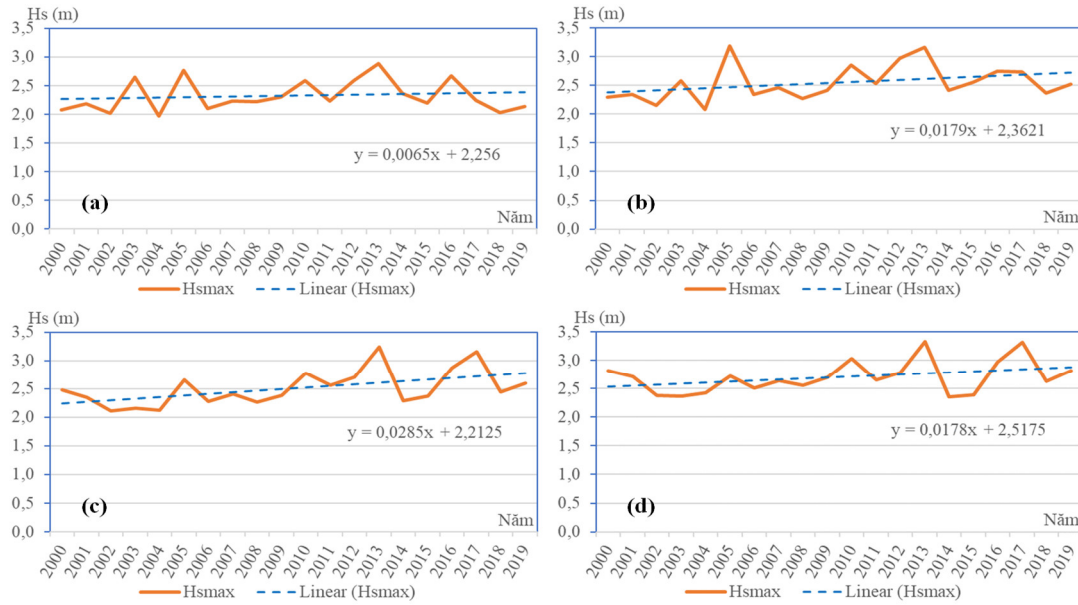 Hs (m)
3,5
3,0
2,5
2,0
1,5
1,0
0,5
0,0
y = 0,0065x + 2,256
(a)
Năm
2000 2001 2002 2003 2004 2005 2006 2007 2008 2009 2010 2011 2012 2013 2014 2015 2016 2017 2018 2019
Hsmax Linear (Hsmax)
Hs (m)
3,5
3,0
2,5
2,0
1,5
1,0
0,5
0,0
y = 0,0179x + 2,3621
(b)
Năm
2000 2001 2002 2003 2004 2005 2006 2007 2008 2009 2010 2011 2012 2013 2014 2015 2016 2017 2018 2019
Hsmax Linear (Hsmax)
Hs (m)
3,5
3,0
2,5
2,0
1,5
1,0
0,5
0,0
y = 0,0285x + 2,2125
(c)
Năm
2000 2001 2002 2003 2004 2005 2006 2007 2008 2009 2010 2011 2012 2013 2014 2015 2016 2017 2018 2019
Hsmax Linear (Hsmax)
Hs (m)
3,5
3,0
2,5
2,0
1,5
1,0
0,5
0,0
y = 0,0178x + 2,5175
(d)
Năm
2000 2001 2002 2003 2004 2005 2006 2007 2008 2009 2010 2011 2012 2013 2014 2015 2016 2017 2018 2019
Hsmax Linear (Hsmax)